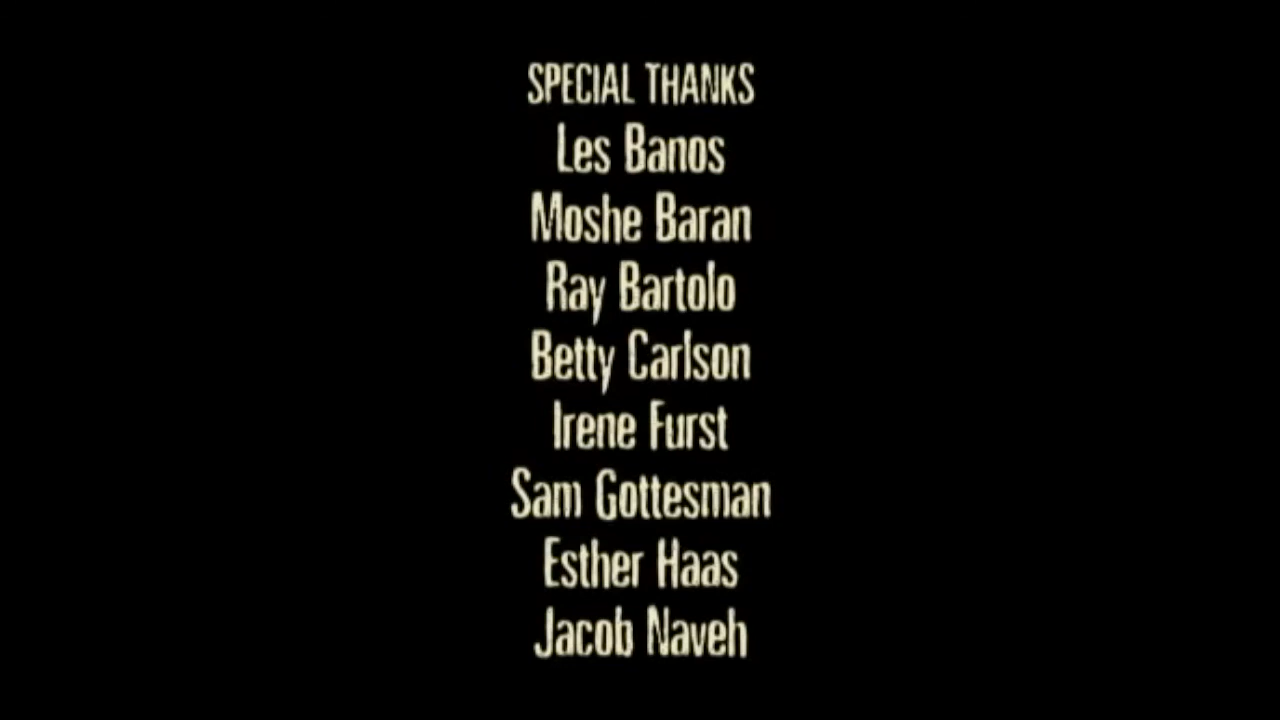 SPECIAL THANKS
Les Banos
Moshe Baran
Ray Bartolo
Betty Carlson
Irene Furst
Sam Gottesman
Esther Haas
Jacob Naveh